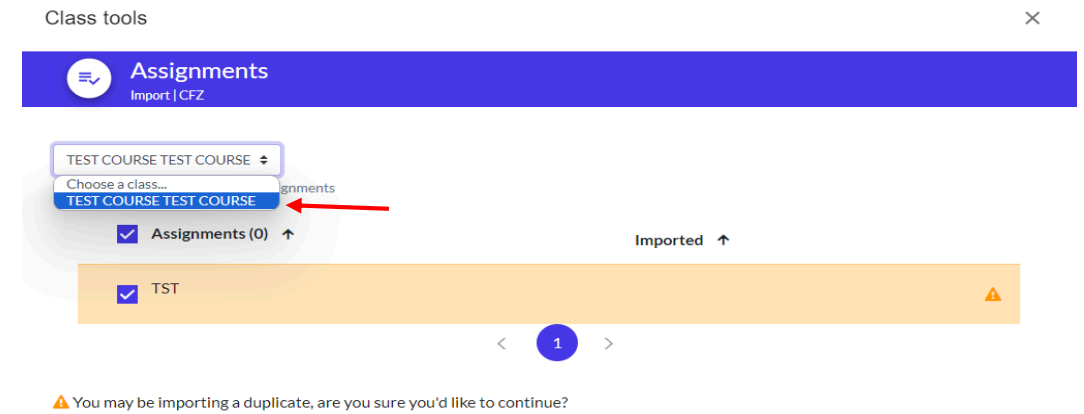 Class tools
Assignments
Import | CFZ
TEST COURSE TEST COURSE
Choose a class...
TEST COURSE TEST COURSE
gnments
Assignments (0)
Imported
TST
1
You may be importing a duplicate, are you sure you'd like to continue?